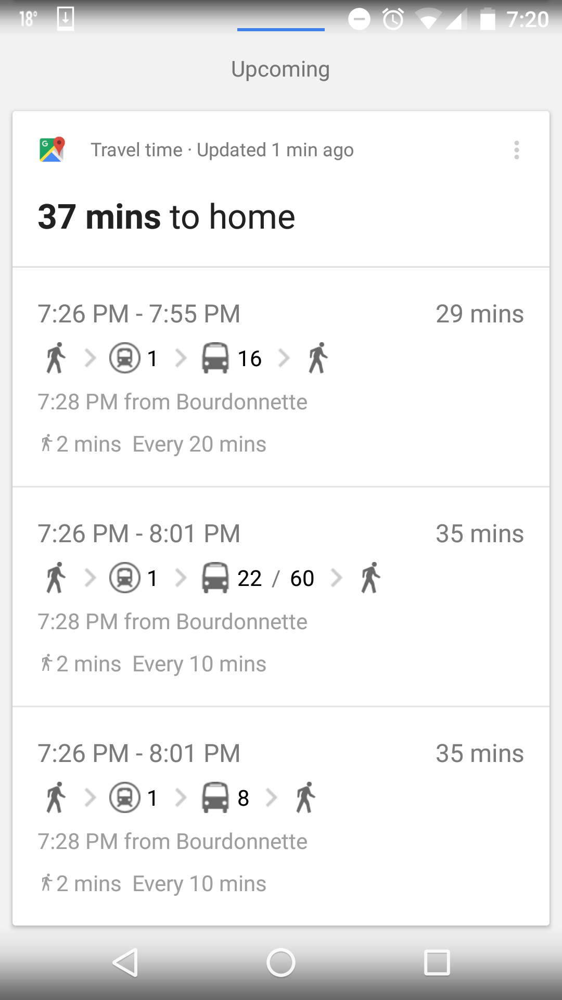 18° 7:20
Upcoming
G
Travel time · Updated 1 min ago
37 mins to home
7:26 PM - 7:55 PM 29 mins
1 16
7:28 PM from Bourdonnette
2 mins Every 20 mins
7:26 PM - 8:01 PM 35 mins
1 22 / 60
7:28 PM from Bourdonnette
2 mins Every 10 mins
7:26 PM - 8:01 PM 35 mins
1 8
7:28 PM from Bourdonnette
2 mins Every 10 mins